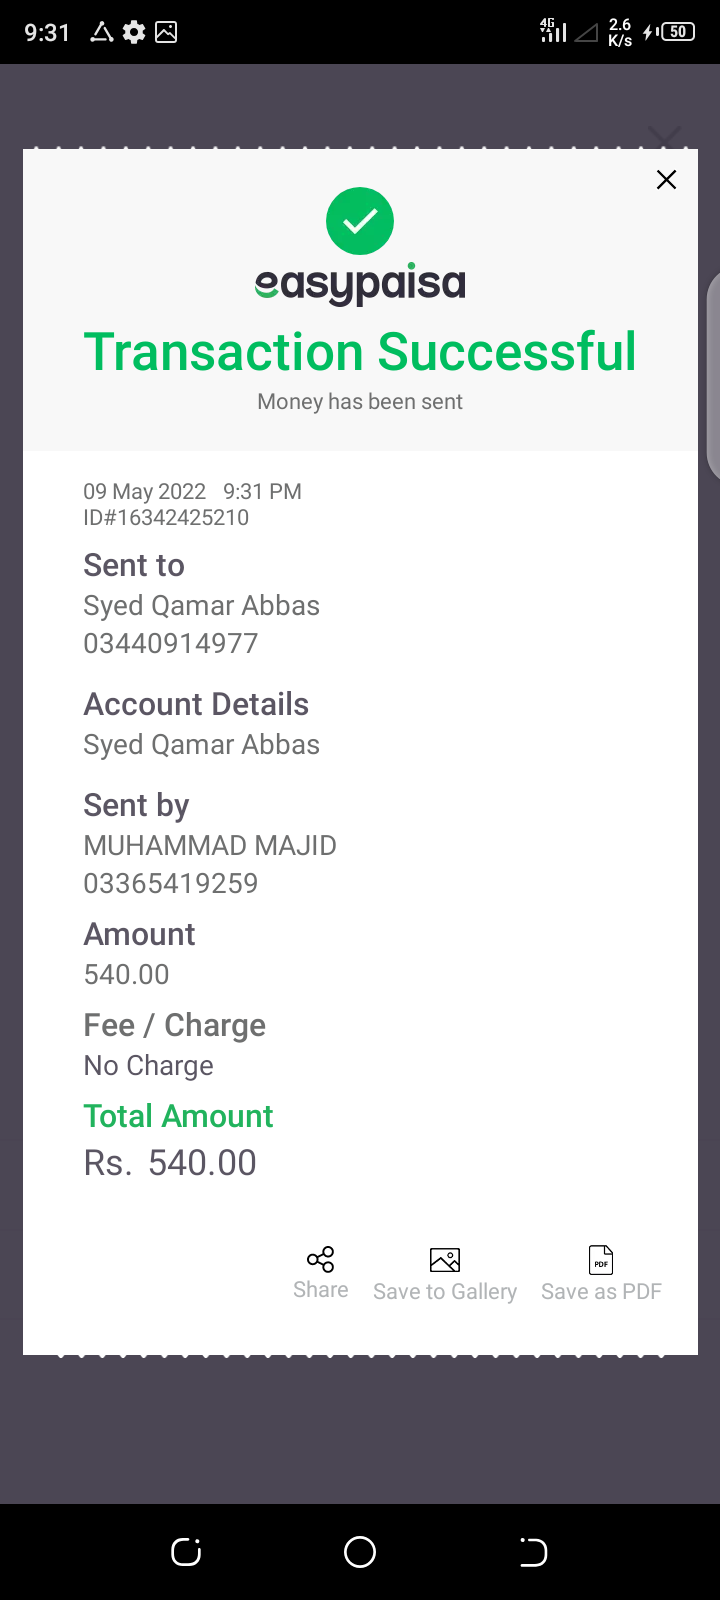 9:31
4G
2.6
K/s
50
easypaisa
Transaction Successful
Money has been sent
09 May 2022 9:31 PM
ID#16342425210
Sent to
Syed Qamar Abbas
03440914977
Account Details
Syed Qamar Abbas
Sent by
MUHAMMAD MAJID
03365419259
Amount
540.00
Fee / Charge
No Charge
Total Amount
Rs. 540.00
PDF
Share
Save to Gallery
Save as PDF